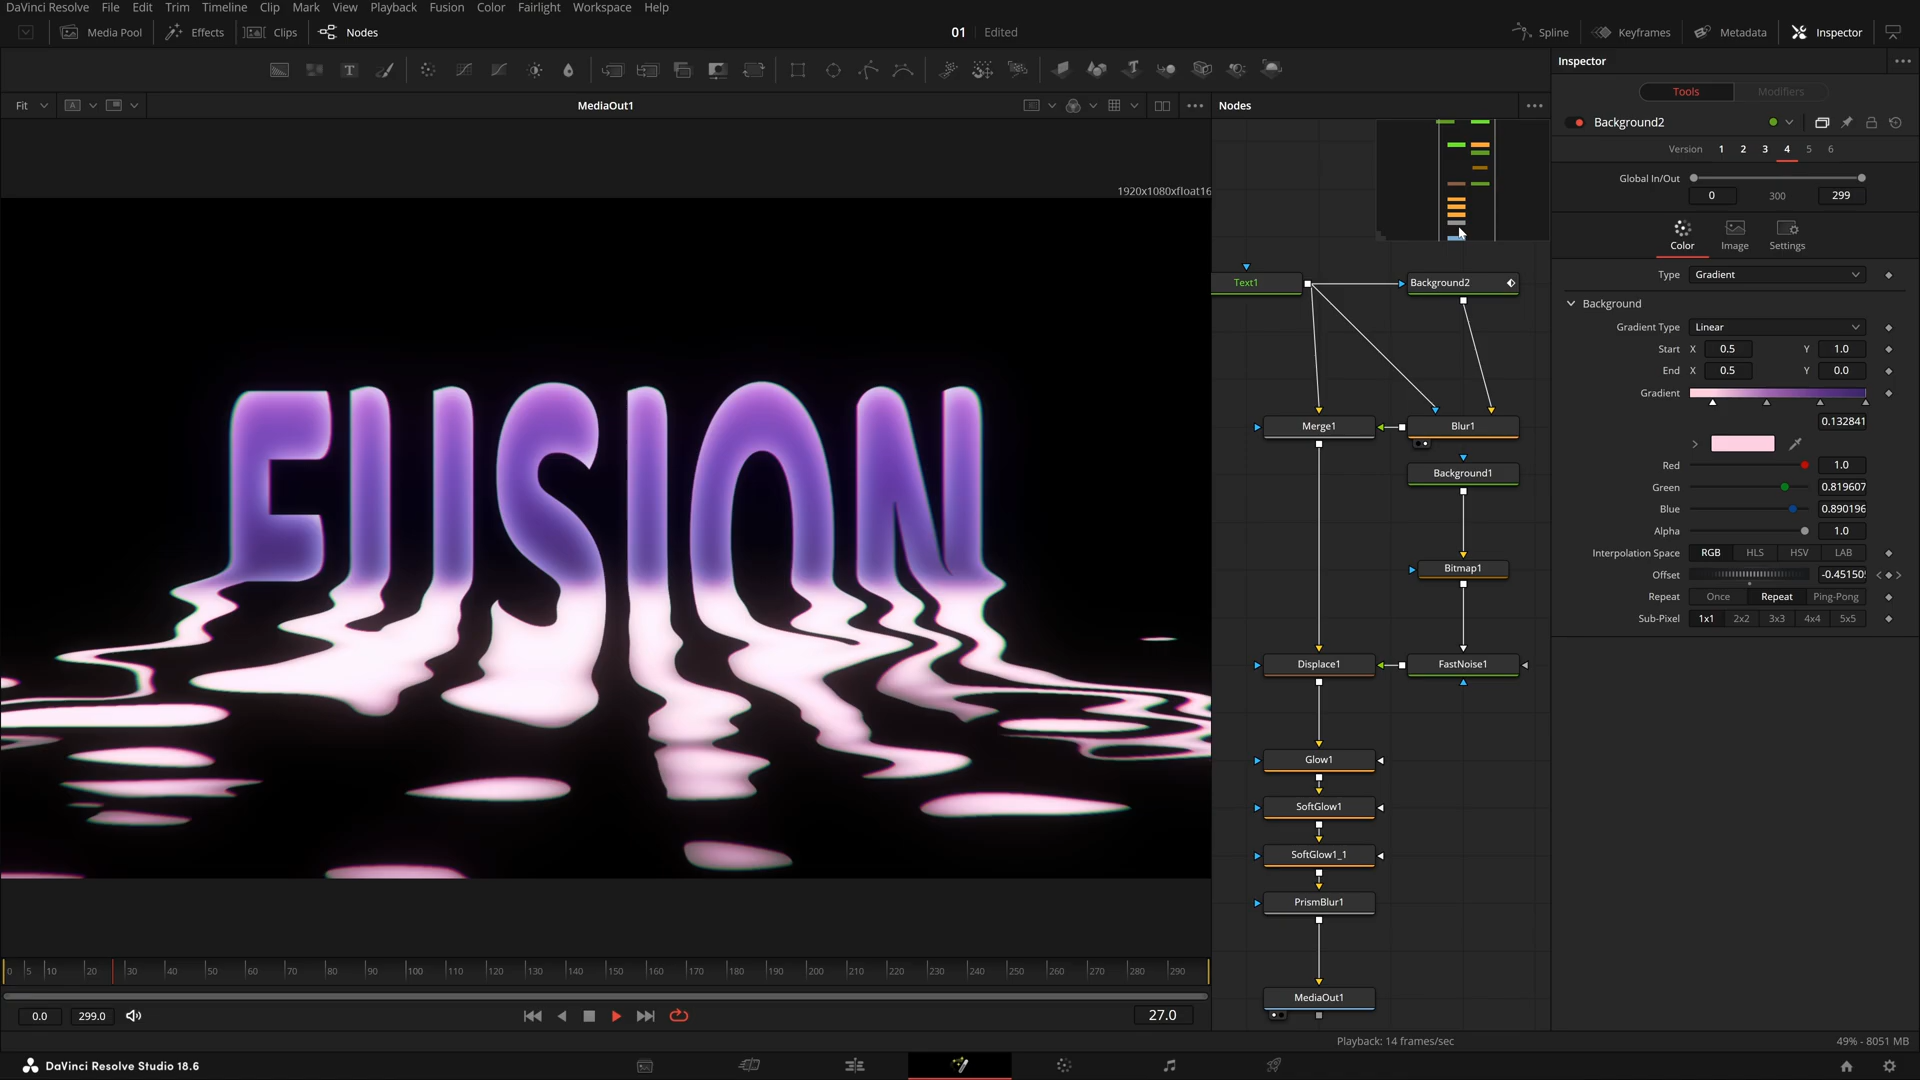 DaVinci Resolve File Edit Trim Timeline Clip Mark View Playback Fusion Color Fairlight Workspace Help
Media Pool Effects Clips Nodes 01 Edited Spline Keyframes Metadata Inspector
Inspector
Tools Modifiers
Fit A MediaOut1 Nodes
Background2
Version 1 2 3 4 5 6
Global In/Out
0 300 299
1920x1080xfloat16
Color Image Settings
Type Gradient
Background
Gradient Type Linear
Start X 0.5 Y 1.0
End X 0.5 Y 0.0
Gradient
0.132841
Red 1.0
Green 0.819607
Blue 0.890196
Alpha 1.0
Interpolation Space RGB HLS HSV LAB
Offset -0.45150
Repeat Once Repeat Ping-Pong
Sub-Pixel 1x1 2x2 3x3 4x4 5x5
FUSION
Text1 Background2
Merge1 Blur1
Background1
Bitmap1
Displace1 FastNoise1
Glow1
SoftGlow1
SoftGlow1_1
PrismBlur1
MediaOut1
0 5 10 20 30 40 50 60 70 80 90 100 110 120 130 140 150 160 170 180 190 200 210 220 230 240 250 260 270 280 290
0.0 299.0 27.0
Playback: 14 frames/sec 49% - 8051 MB
DaVinci Resolve Studio 18.6